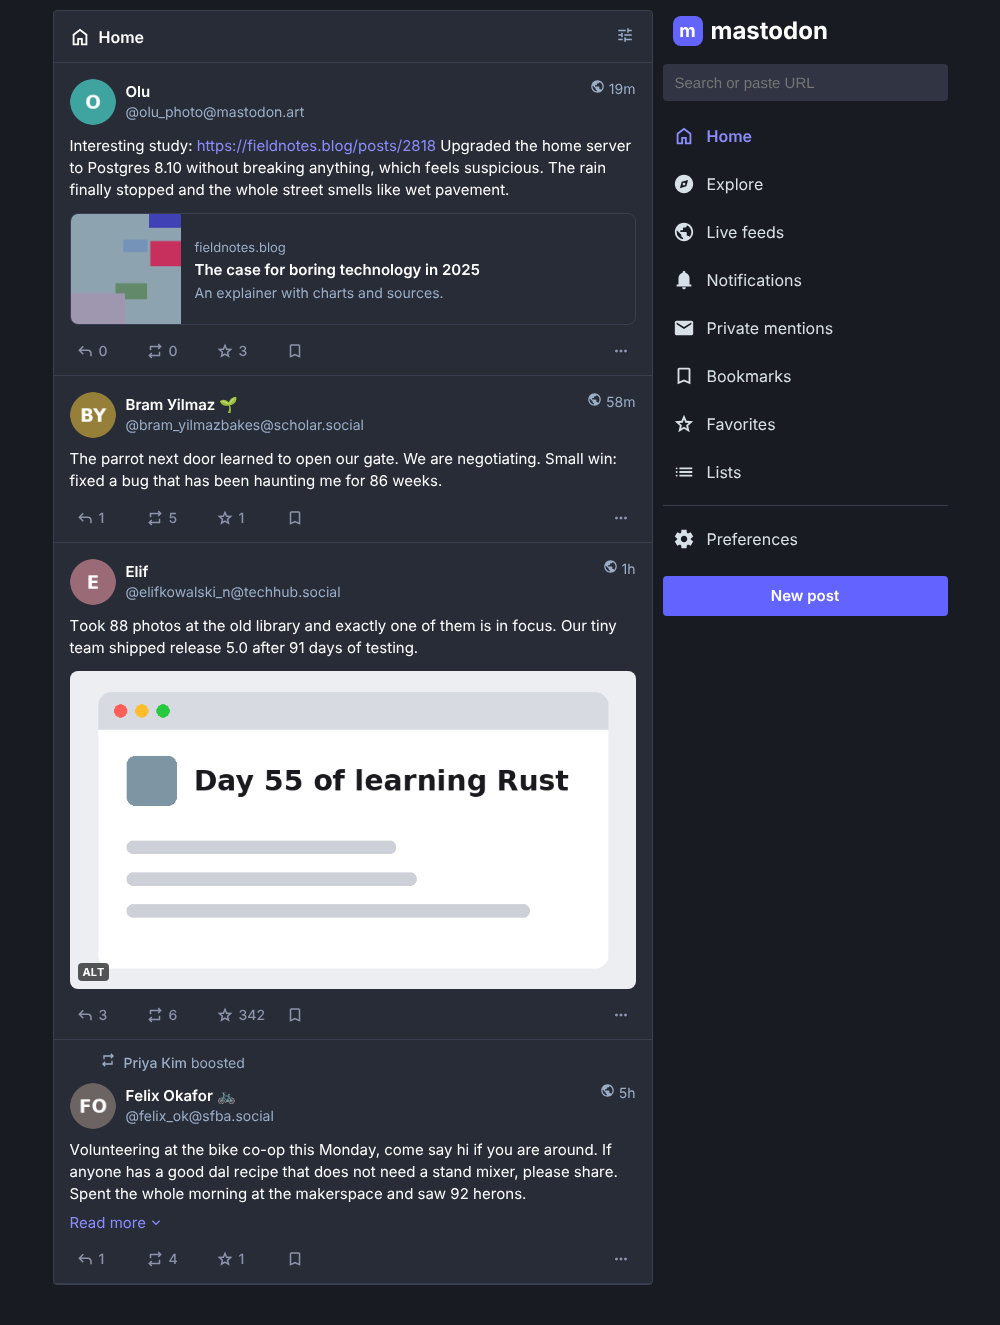 Home
O
Olu
19m
@olu_photo@mastodon.art
Interesting study: https://fieldnotes.blog/posts/2818 Upgraded the home server
to Postgres 8.10 without breaking anything, which feels suspicious. The rain
finally stopped and the whole street smells like wet pavement.
fieldnotes.blog
The case for boring technology in 2025
An explainer with charts and sources.
0 0 3
BY
Bram Yilmaz 🌱
58m
@bram_yilmazbakes@scholar.social
The parrot next door learned to open our gate. We are negotiating. Small win:
fixed a bug that has been haunting me for 86 weeks.
1 5 1
E
Elif
1h
@elifkowalski_n@techhub.social
Took 88 photos at the old library and exactly one of them is in focus. Our tiny
team shipped release 5.0 after 91 days of testing.
Day 55 of learning Rust
ALT
3 6 342
Priya Kim boosted
FO
Felix Okafor 🚲
5h
@felix_ok@sfba.social
Volunteering at the bike co-op this Monday, come say hi if you are around. If
anyone has a good dal recipe that does not need a stand mixer, please share.
Spent the whole morning at the makerspace and saw 92 herons.
Read more
1 4 1
m mastodon
Search or paste URL
Home
Explore
Live feeds
Notifications
Private mentions
Bookmarks
Favorites
Lists
Preferences
New post